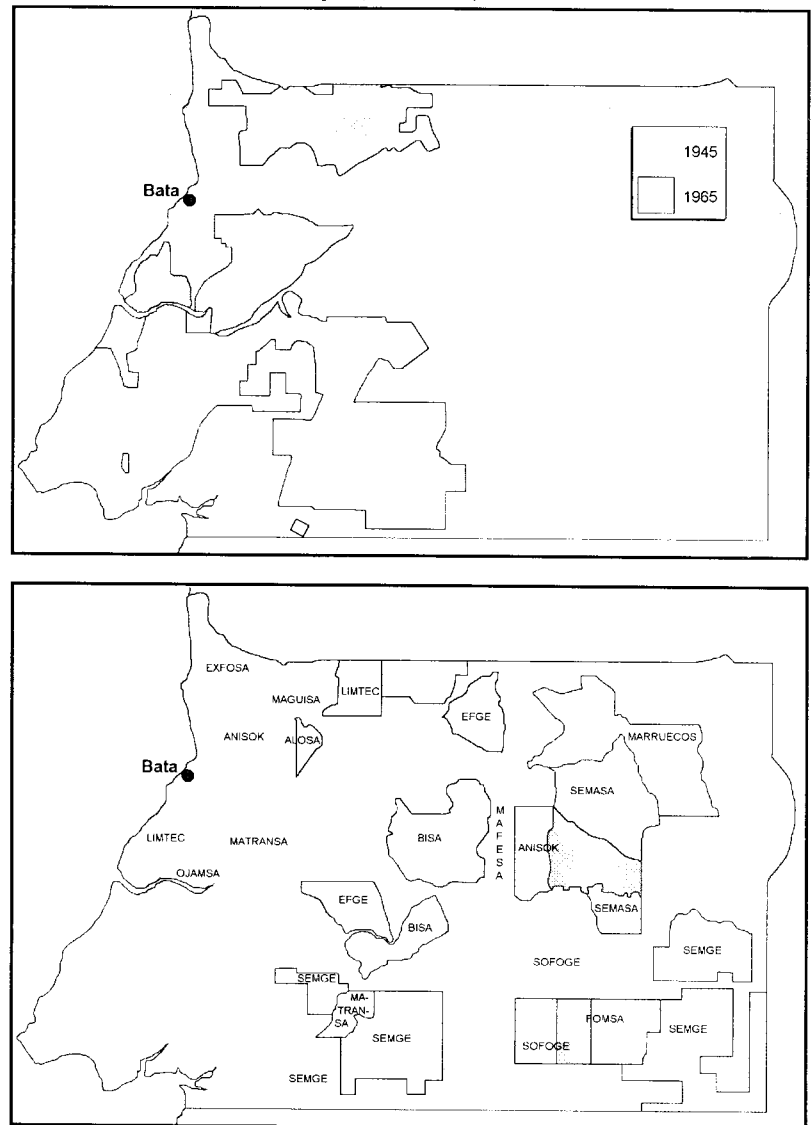 1945
1965
Bata
EXFOSA
MAGUISA
LIMTEC
EFGE
ANISOK
ALOSA
MARRUECOS
Bata
SEMASA
LIMTEC
MATRANSA
BISA
MAFESA
ANISOK
OJAMSA
EFGE
BISA
SEMASA
SOFOGE
SEMGE
SEMGE
MA-
TRAN-
SA
SEMGE
SOFOGE
FOMSA
SEMGE
SEMGE